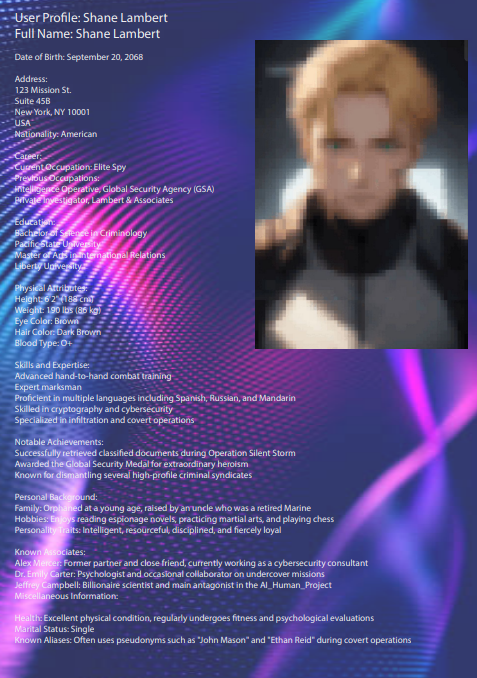 User Profile: Shane Lambert
Full Name: Shane Lambert
Date of Birth: September 20, 2068
Address:
123 Mission St.
Suite 45B
New York, NY 10001
USA
Nationality: American
Career:
Current Occupation: Elite Spy
Previous Occupations:
Intelligence Operative, Global Security Agency (GSA)
Private Investigator, Lambert & Associates
Education:
Bachelor of Science in Criminology
Pacific State University
Master of Arts in International Relations
Liberty University
Physical Attributes:
Height: 6'2" (188 cm)
Weight: 190 lbs (86 kg)
Eye Color: Brown
Hair Color: Dark Brown
Blood Type: O+
Skills and Expertise:
Advanced hand-to-hand combat training
Expert marksman
Proficient in multiple languages including Spanish, Russian, and Mandarin
Skilled in cryptography and cybersecurity
Specialized in infiltration and covert operations
Notable Achievements:
Successfully retrieved classified documents during Operation Silent Storm
Awarded the Global Security Medal for extraordinary heroism
Known for dismantling several high-profile criminal syndicates
Personal Background:
Family: Orphaned at a young age, raised by an uncle who was a retired Marine
Hobbies: Enjoys reading espionage novels, practicing martial arts, and playing chess
Personality Traits: Intelligent, resourceful, disciplined, and fiercely loyal
Known Associates:
Alex Mercer: Former partner and close friend, currently working as a cybersecurity consultant
Dr. Emily Carter: Psychologist and occasional collaborator on undercover missions
Jeffrey Campbell: Billionaire scientist and main antagonist in the AI_Human_Project
Miscellaneous Information:
Health: Excellent physical condition, regularly undergoes fitness and psychological evaluations
Marital Status: Single
Known Aliases: Often uses pseudonyms such as "John Mason" and "Ethan Reid" during covert operations